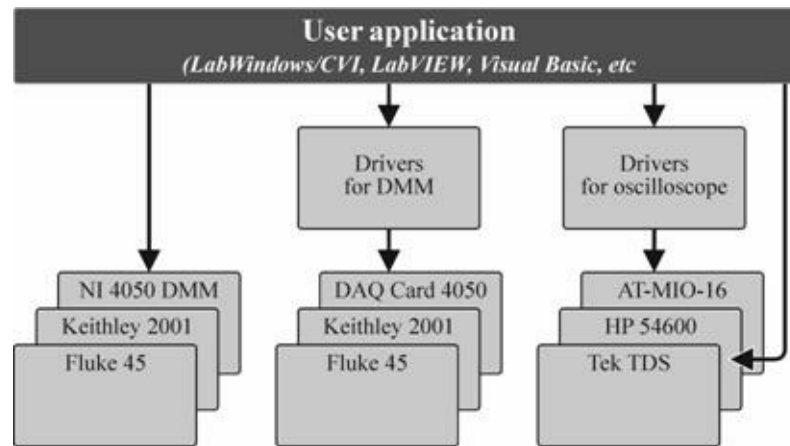 User application
(LabWindows/CVI, LabVIEW, Visual Basic, etc
Drivers
for DMM
Drivers
for oscilloscope
NI 4050 DMM
Keithley 2001
Fluke 45
DAQ Card 4050
Keithley 2001
Fluke 45
AT-MIO-16
HP 54600
Tek TDS